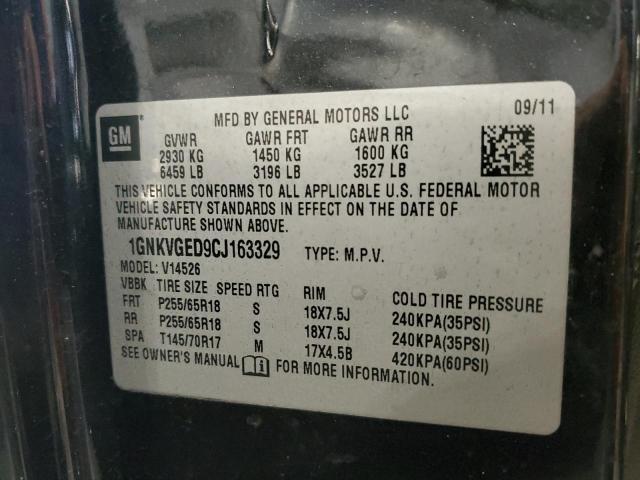 GM
MFD BY GENERAL MOTORS LLC 09/11
GVWR GAWR FRT GAWR RR
2930 KG 1450 KG 1600 KG
6459 LB 3196 LB 3527 LB
THIS VEHICLE CONFORMS TO ALL APPLICABLE U.S. FEDERAL MOTOR
VEHICLE SAFETY STANDARDS IN EFFECT ON THE DATE OF
MANUFACTURE SHOWN ABOVE.
1GNKVGED9CJ163329 TYPE: M.P.V.
MODEL: V14526
VBBK TIRE SIZE SPEED RTG RIM COLD TIRE PRESSURE
FRT P255/65R18 S 18X7.5J 240KPA(35PSI)
RR P255/65R18 S 18X7.5J 240KPA(35PSI)
SPA T145/70R17 M 17X4.5B 420KPA(60PSI)
SEE OWNER'S MANUAL FOR MORE INFORMATION.